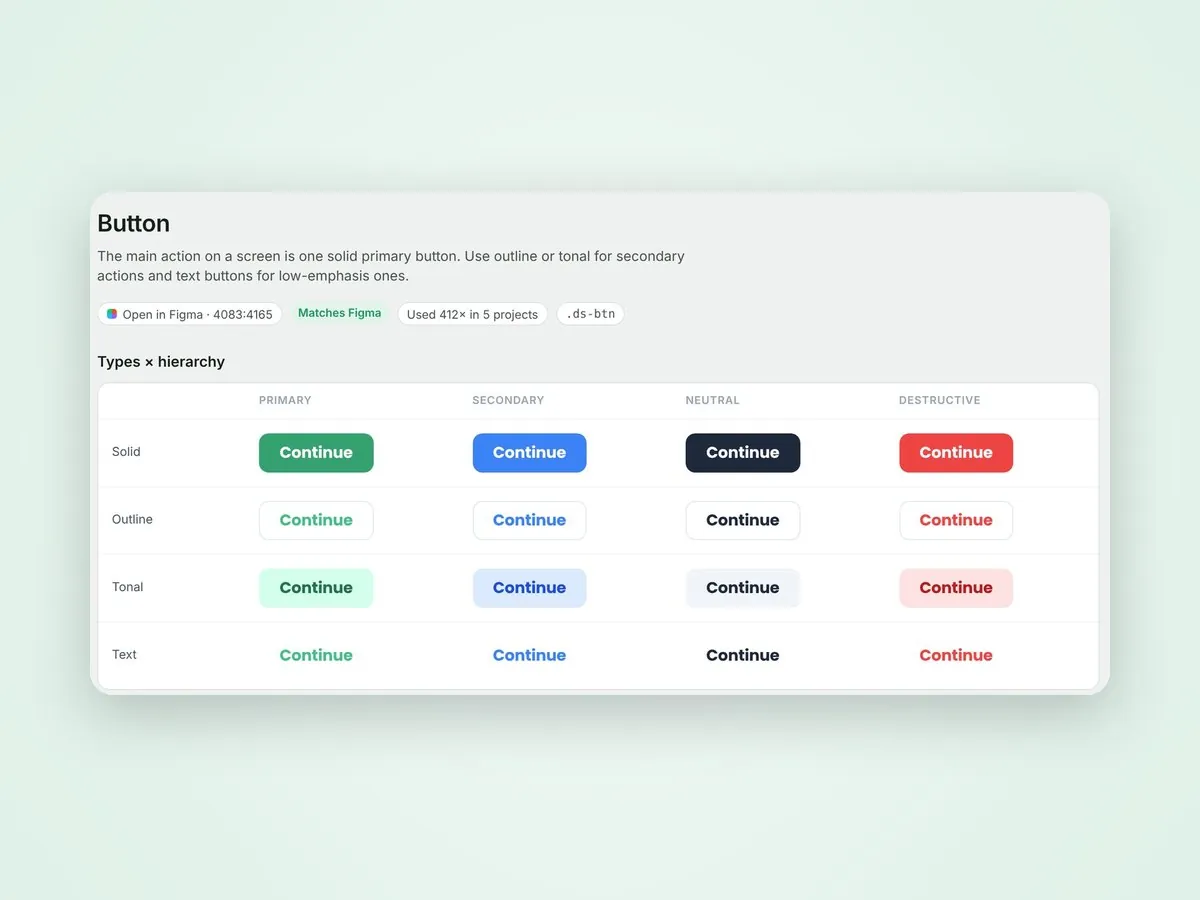 Button
The main action on a screen is one solid primary button. Use outline or tonal for secondary
actions and text buttons for low-emphasis ones.
Open in Figma · 4083:4165 Matches Figma Used 412× in 5 projects .ds-btn
Types × hierarchy
PRIMARY SECONDARY NEUTRAL DESTRUCTIVE
Solid Continue Continue Continue Continue
Outline Continue Continue Continue Continue
Tonal Continue Continue Continue Continue
Text Continue Continue Continue Continue